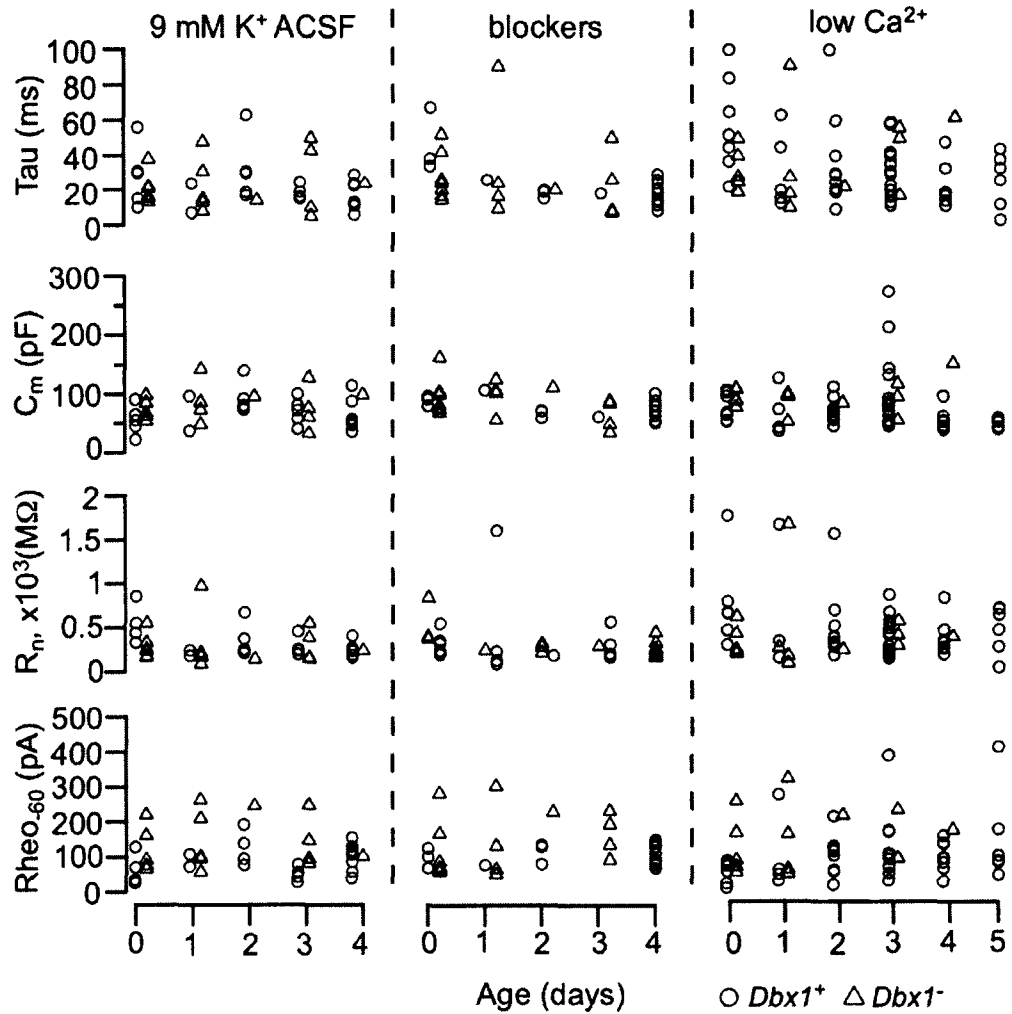 9 mM K⁺ ACSF
blockers
low Ca²⁺
Tau (ms)
100
80
60
40
20
0
Cₘ (pF)
300
200
100
0
Rₙ, x10³(MΩ)
2
1.5
1
0.5
0
Rheo₋₆₀ (pA)
500
400
300
200
100
0
0 1 2 3 4
0 1 2 3 4
0 1 2 3 4 5
Age (days)
○ Dbx1⁺ △ Dbx1⁻